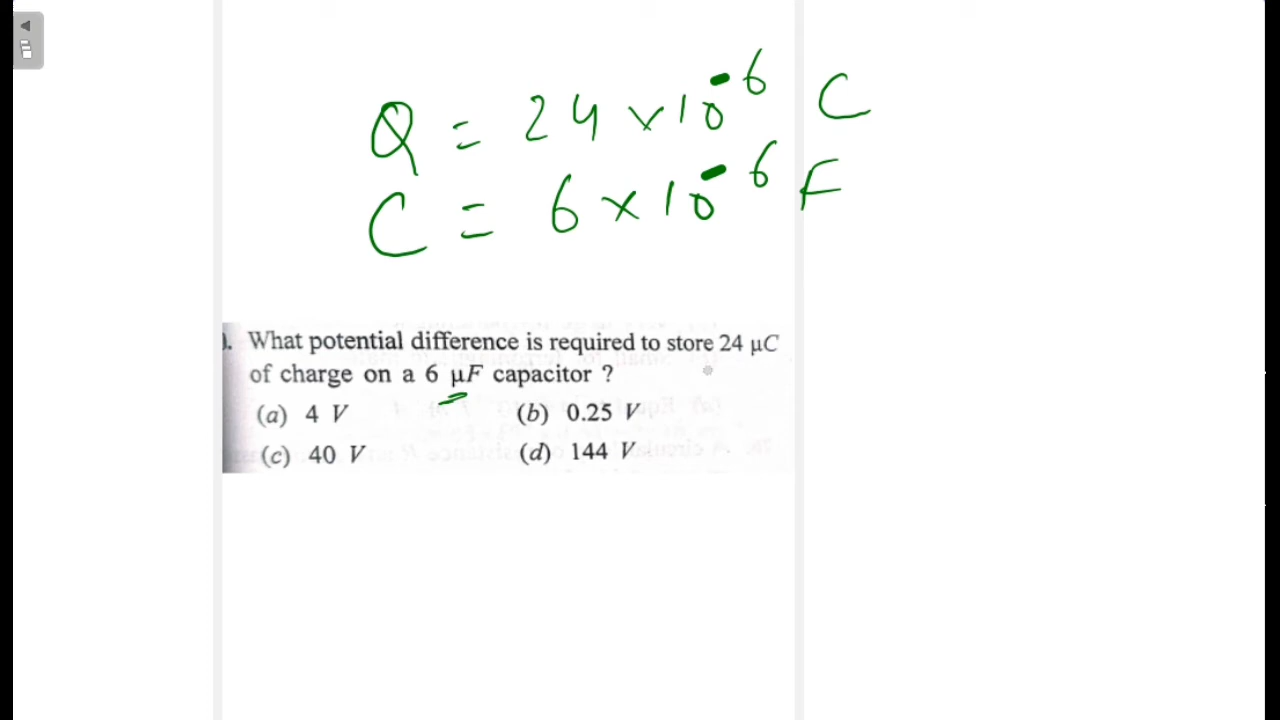 Q = 24 × 10⁻⁶ C
C = 6 × 10⁻⁶ F
). What potential difference is required to store 24 μC
of charge on a 6 μF capacitor ?
(a) 4 V (b) 0.25 V
(c) 40 V (d) 144 V